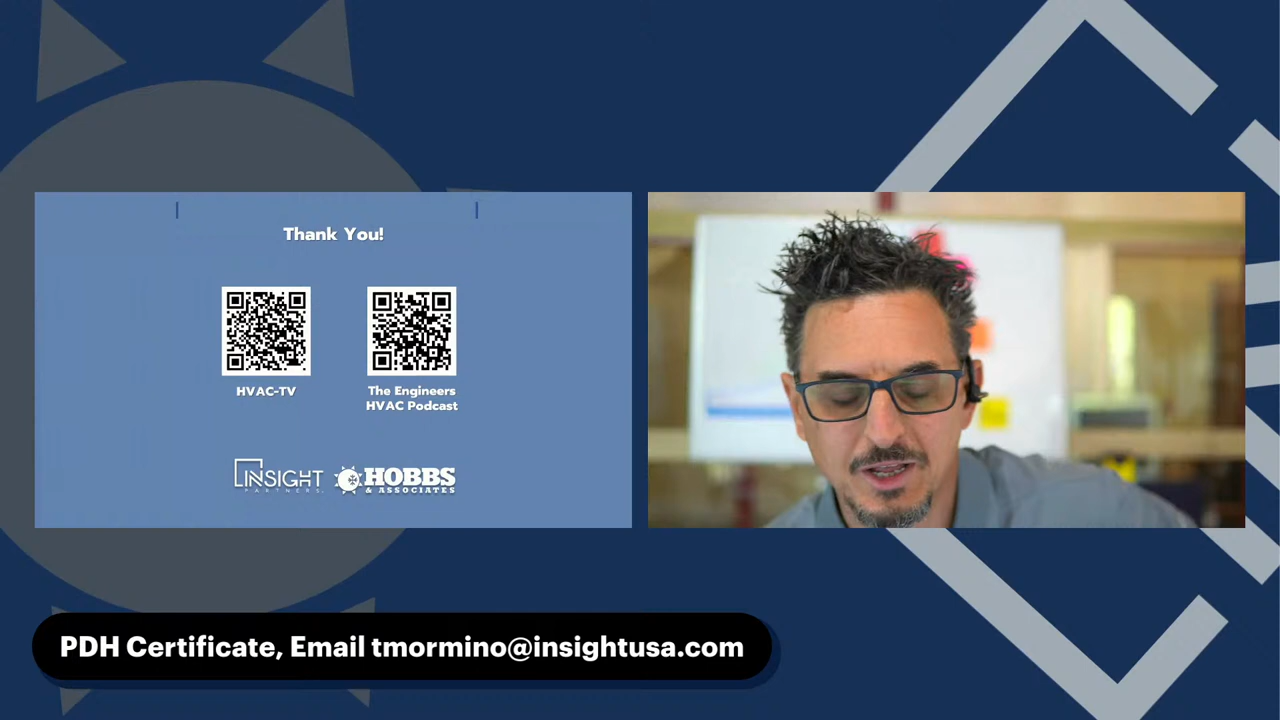 Thank You!
HVAC-TV
The Engineers
HVAC Podcast
INSIGHT
PARTNERS
HOBBS
& ASSOCIATES
PDH Certificate, Email tmormino@insightusa.com